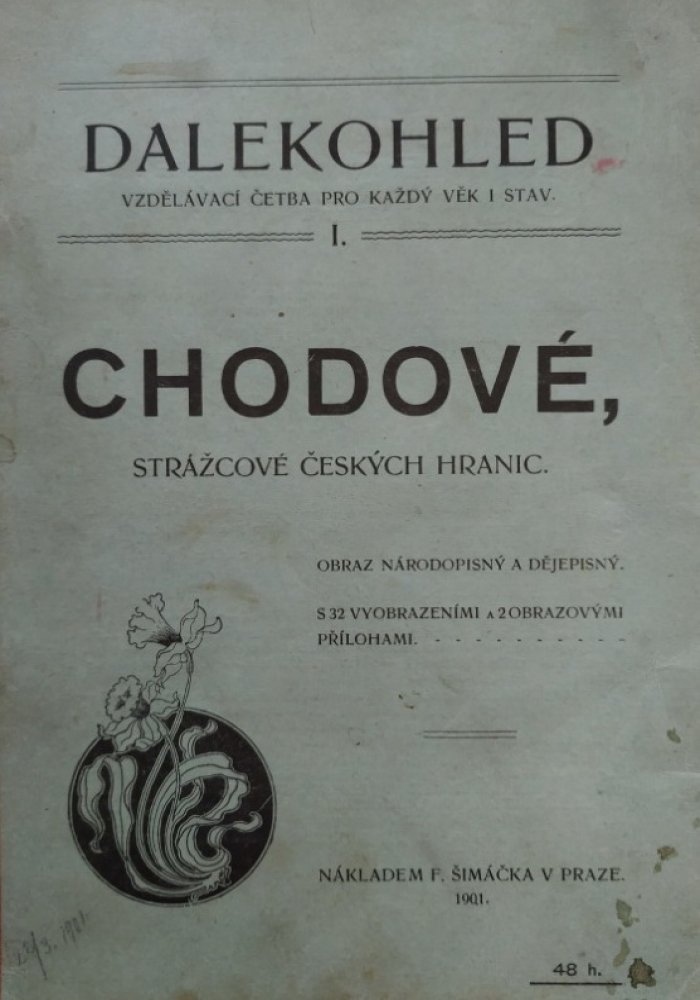 DALEKOHLED
VZDĚLÁVACÍ ČETBA PRO KAŽDÝ VĚK I STAV.
I.
CHODOVÉ,
STRÁŽCOVÉ ČESKÝCH HRANIC.
OBRAZ NÁRODOPISNÝ A DĚJEPISNÝ.
S 32 VYOBRAZENÍMI A 2 OBRAZOVÝMI
PŘÍLOHAMI. - - - - - - - - - -
NÁKLADEM F. ŠIMÁČKA V PRAZE.
1901.
48 h.